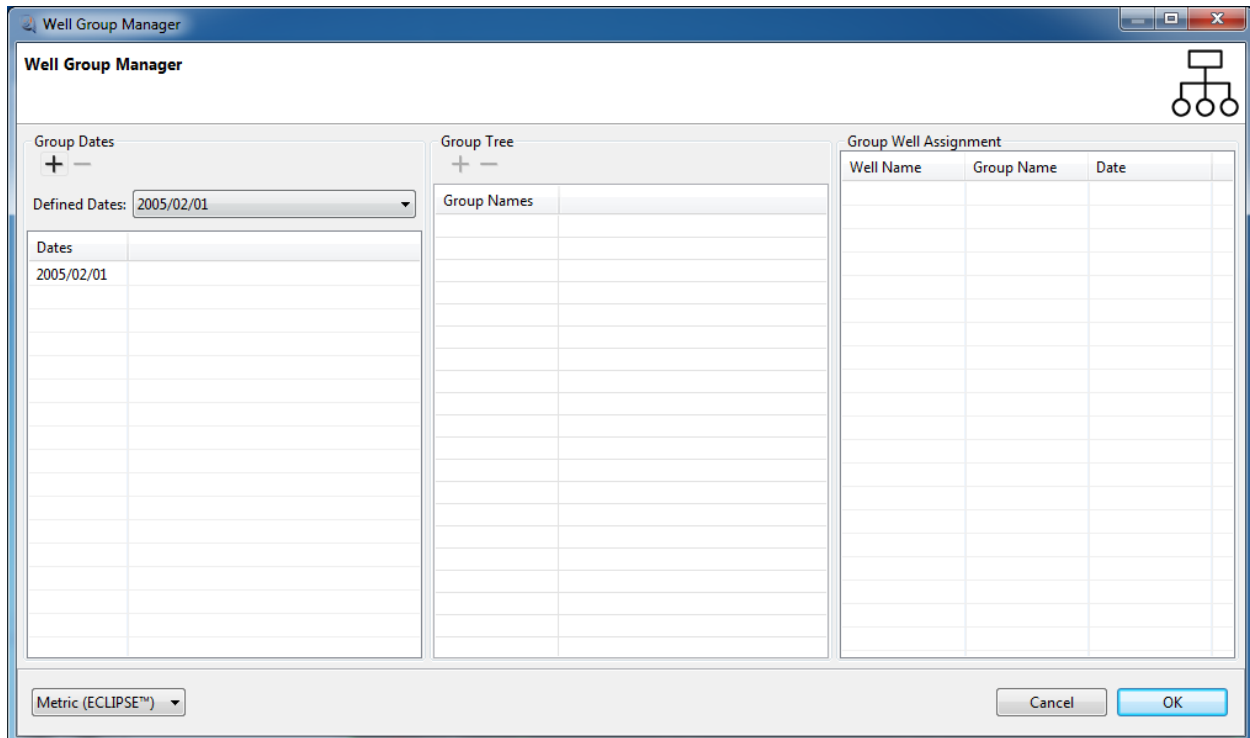 Well Group Manager
Well Group Manager
Group Dates
Defined Dates: 2005/02/01
Dates
2005/02/01
Group Tree
Group Names
Group Well Assignment
Well Name Group Name Date
Metric (ECLIPSE™)
Cancel OK